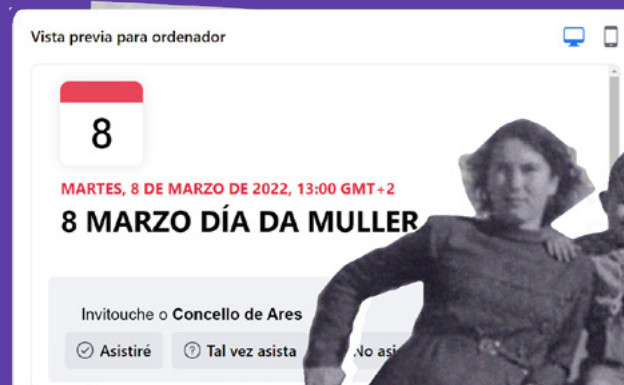 Vista previa para ordenador
8
MARTES, 8 DE MARZO DE 2022, 13:00 GMT+2
8 MARZO DÍA DA MULLER
Invitouche o Concello de Ares
Asistiré Tal vez asista No